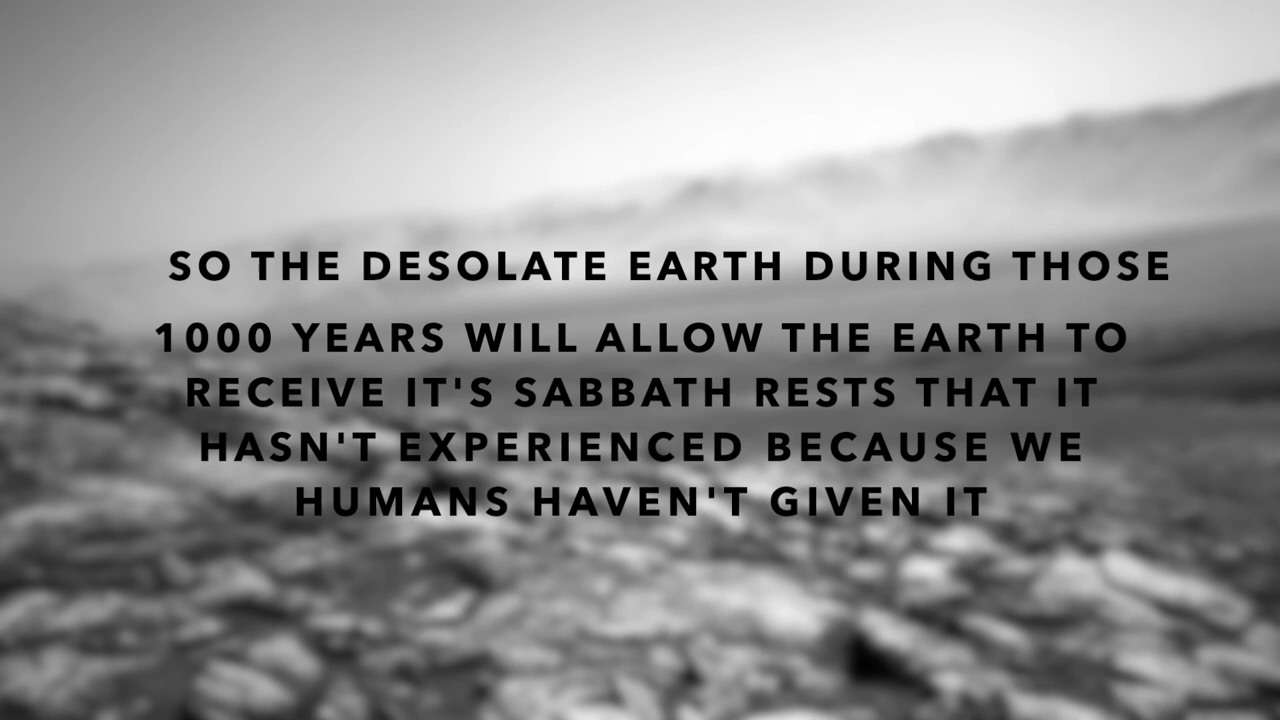 SO THE DESOLATE EARTH DURING THOSE
1000 YEARS WILL ALLOW THE EARTH TO
RECEIVE IT'S SABBATH RESTS THAT IT
HASN'T EXPERIENCED BECAUSE WE
HUMANS HAVEN'T GIVEN IT